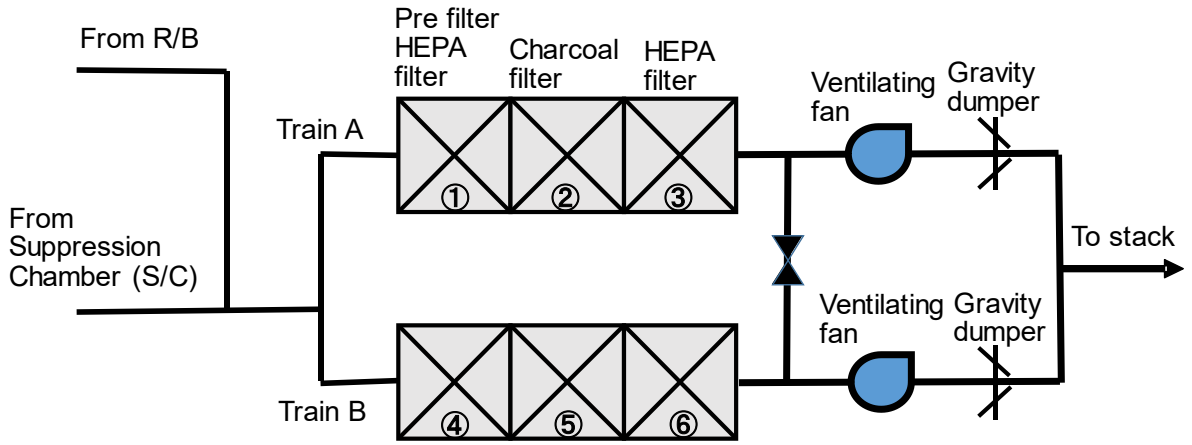 From R/B
Pre filter
HEPA
filter
Charcoal
filter
HEPA
filter
Ventilating
fan
Gravity
dumper
Train A
①
②
③
From
Suppression
Chamber (S/C)
To stack
Ventilating
fan
Gravity
dumper
Train B
④
⑤
⑥